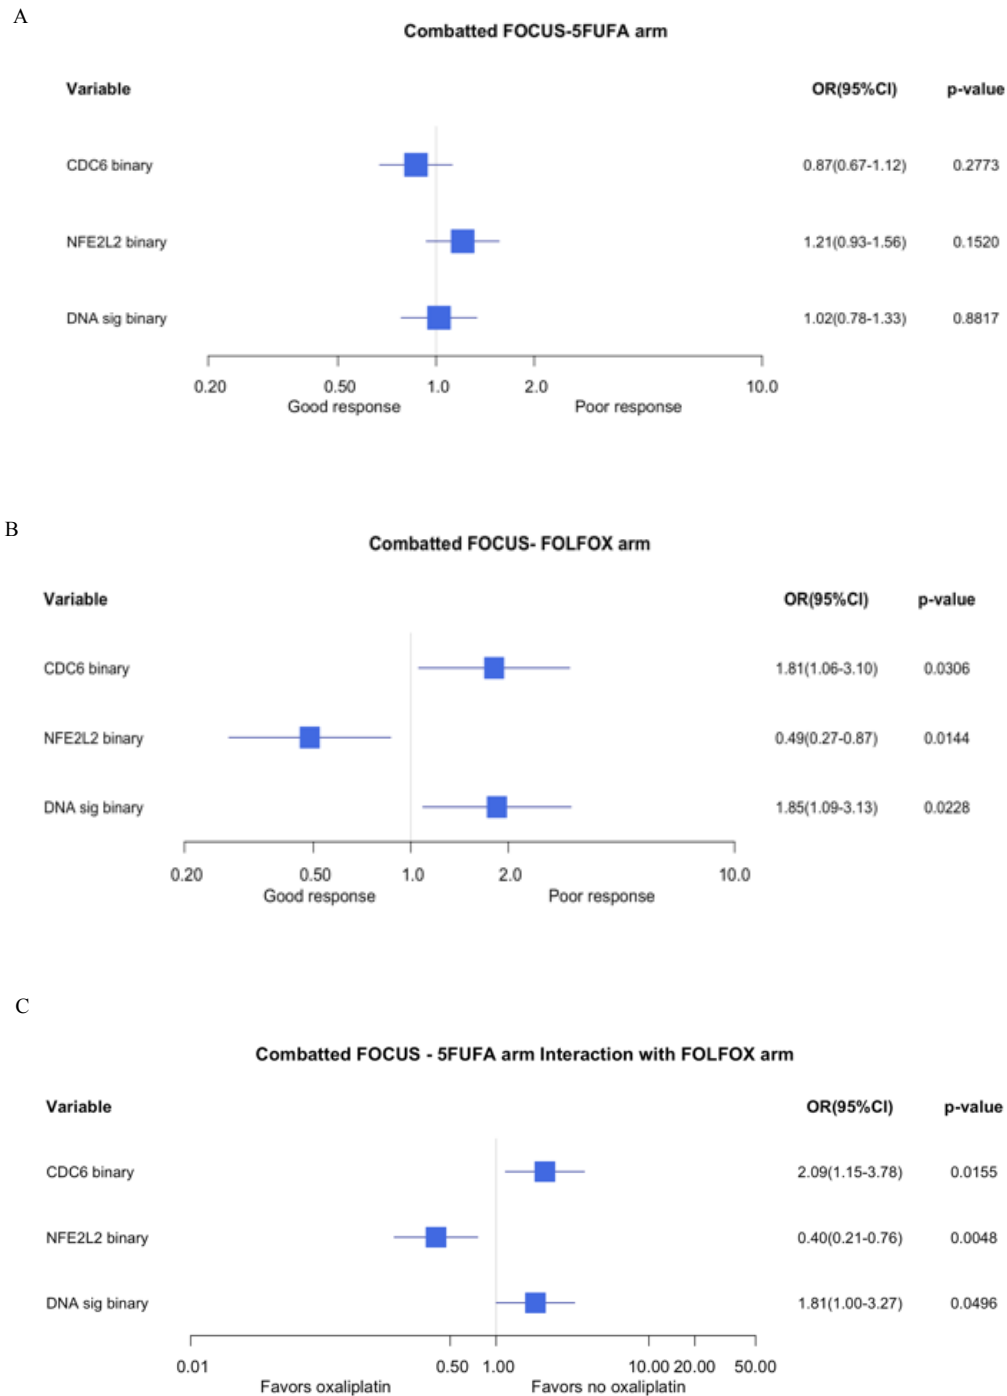 A
Combatted FOCUS-5FUFA arm
Variable OR(95%CI) p-value
CDC6 binary 0.87(0.67-1.12) 0.2773
NFE2L2 binary 1.21(0.93-1.56) 0.1520
DNA sig binary 1.02(0.78-1.33) 0.8817
0.20 0.50 1.0 2.0 10.0
Good response Poor response
B
Combatted FOCUS- FOLFOX arm
Variable OR(95%CI) p-value
CDC6 binary 1.81(1.06-3.10) 0.0306
NFE2L2 binary 0.49(0.27-0.87) 0.0144
DNA sig binary 1.85(1.09-3.13) 0.0228
0.20 0.50 1.0 2.0 10.0
Good response Poor response
C
Combatted FOCUS - 5FUFA arm Interaction with FOLFOX arm
Variable OR(95%CI) p-value
CDC6 binary 2.09(1.15-3.78) 0.0155
NFE2L2 binary 0.40(0.21-0.76) 0.0048
DNA sig binary 1.81(1.00-3.27) 0.0496
0.01 0.50 1.00 10.00 20.00 50.00
Favors oxaliplatin Favors no oxaliplatin